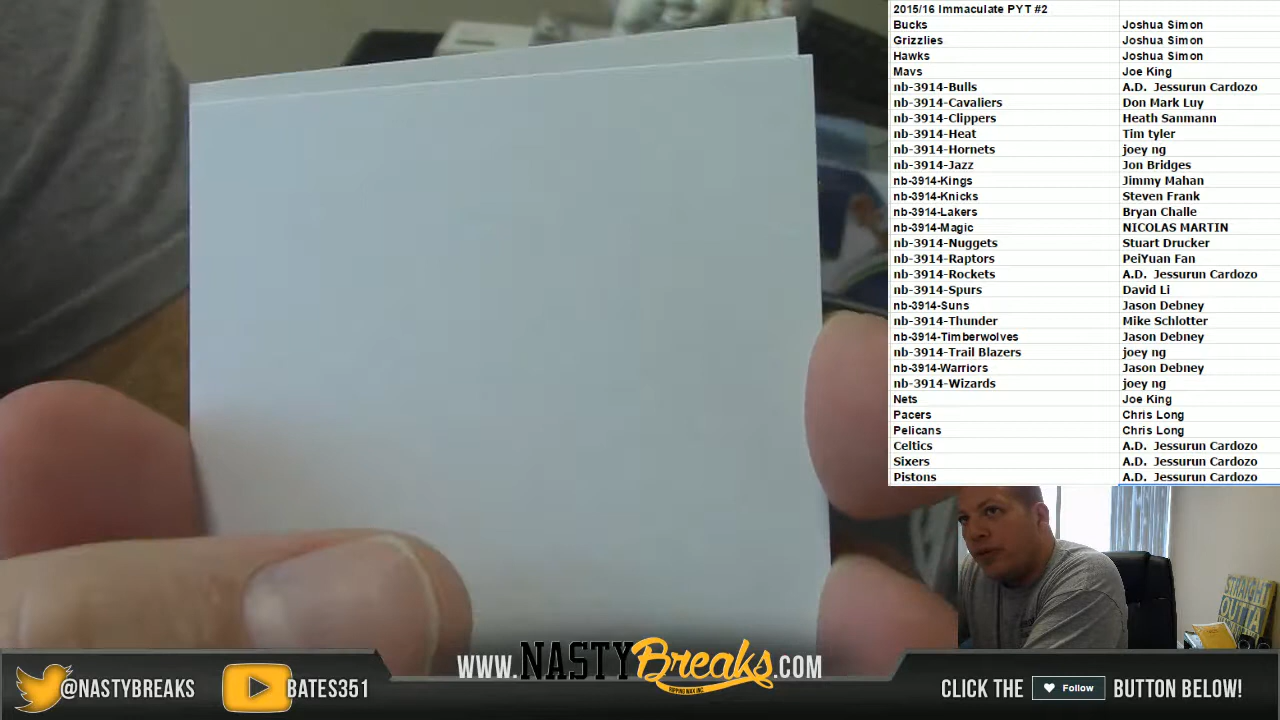 2015/16 Immaculate PYT #2
Bucks Joshua Simon
Grizzlies Joshua Simon
Hawks Joshua Simon
Mavs Joe King
nb-3914-Bulls A.D. Jessurun Cardozo
nb-3914-Cavaliers Don Mark Luy
nb-3914-Clippers Heath Sanmann
nb-3914-Heat Tim tyler
nb-3914-Hornets joey ng
nb-3914-Jazz Jon Bridges
nb-3914-Kings Jimmy Mahan
nb-3914-Knicks Steven Frank
nb-3914-Lakers Bryan Challe
nb-3914-Magic NICOLAS MARTIN
nb-3914-Nuggets Stuart Drucker
nb-3914-Raptors PeiYuan Fan
nb-3914-Rockets A.D. Jessurun Cardozo
nb-3914-Spurs David Li
nb-3914-Suns Jason Debney
nb-3914-Thunder Mike Schlotter
nb-3914-Timberwolves Jason Debney
nb-3914-Trail Blazers joey ng
nb-3914-Warriors Jason Debney
nb-3914-Wizards joey ng
Nets Joe King
Pacers Chris Long
Pelicans Chris Long
Celtics A.D. Jessurun Cardozo
Sixers A.D. Jessurun Cardozo
Pistons A.D. Jessurun Cardozo
STRAIGHT
OUTTA
@NASTYBREAKS BATES351 WWW.NASTYBreaks.COM CLICK THE Follow BUTTON BELOW!